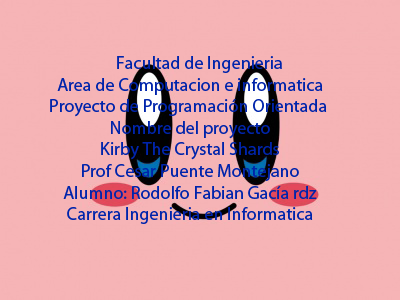 Facultad de Ingenieria
Area de Computacion e informatica
Proyecto de Programación Orientada
Nombre del proyecto
Kirby The Crystal Shards
Prof Cesar Puente Montejano
Alumno: Rodolfo Fabian Gacía rdz
Carrera Ingenieria en Informatica